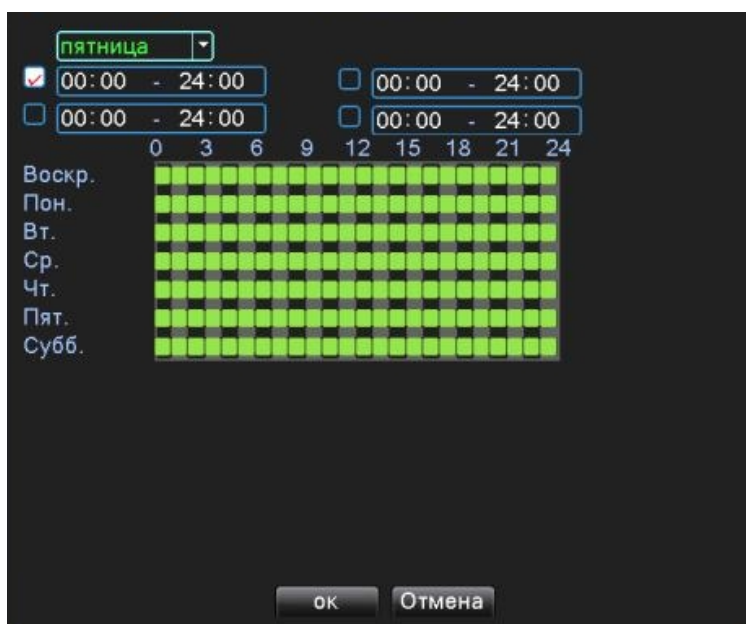 пятница
00:00 - 24:00 00:00 - 24:00
00:00 - 24:00 00:00 - 24:00
0 3 6 9 12 15 18 21 24
Воскр.
Пон.
Вт.
Ср.
Чт.
Пят.
Субб.
ок Отмена